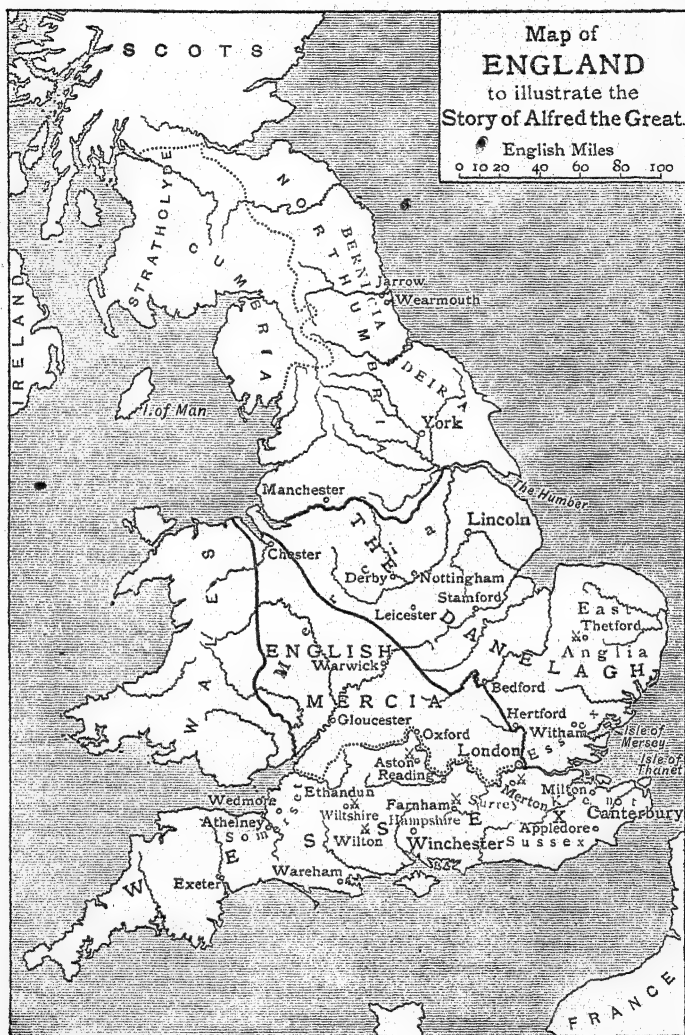 Map of
ENGLAND
to illustrate the
Story of Alfred the Great.
English Miles
0 10 20 40 60 80 100
SCOTS
STRATHCLYDE
CUMBRIA
NORTHUMBRIA
BERNICIA
Jarrow
Wearmouth
DEIRA
IRELAND
I. of Man
York
The Humber
Manchester
Lincoln
Chester
THE
Mercia
Derby
Nottingham
Stamford
Leicester
DANELAGH
East
Thetford
Anglia
WALES
ENGLISH
Warwick
MERCIA
Bedford
Gloucester
Hertford
Witham
Essex
Isle of
Mersey
Isle of
Thanet
Oxford
London
Aston
Reading
Merton
Milton
Kent
Canterbury
Wedmore
Ethandun
Wiltshire
Farnham
Surrey
Athelney
Somerset
Wilton
Hampshire
Winchester
Appledore
Sussex
WESSEX
Exeter
Wareham
FRANCE